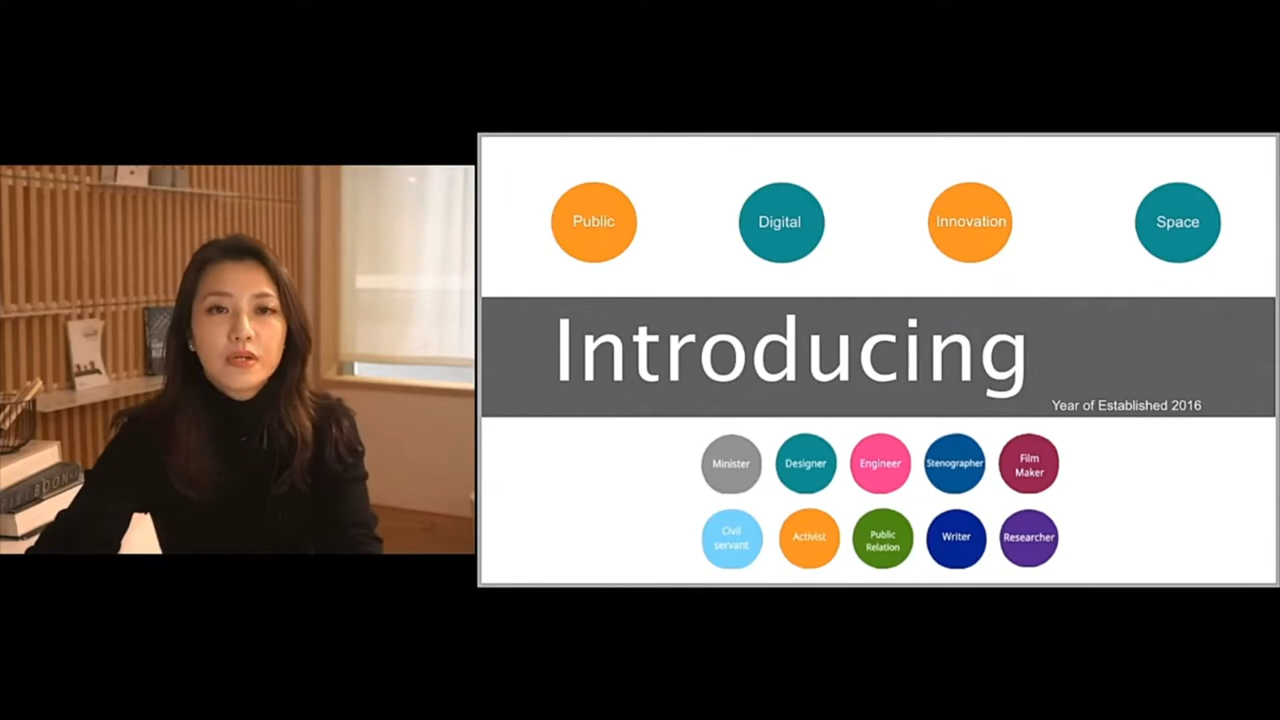 Public
Digital
Innovation
Space
Introducing
Year of Established 2016
Minister
Designer
Engineer
Stenographer
Film
Maker
Civil
servant
Activist
Public
Relation
Writer
Researcher